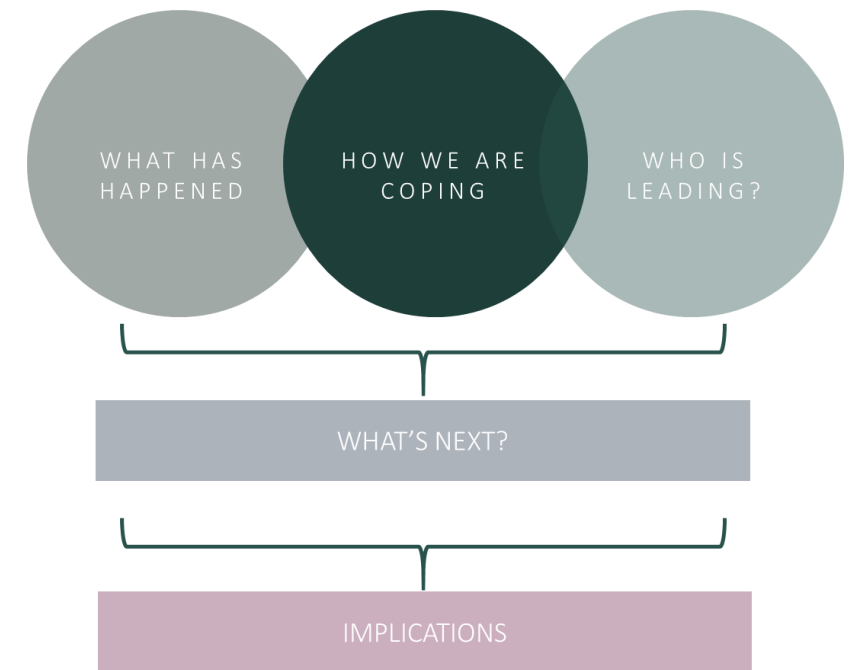 WHAT HAS
HAPPENED
HOW WE ARE
COPING
WHO IS
LEADING?
WHAT’S NEXT?
IMPLICATIONS